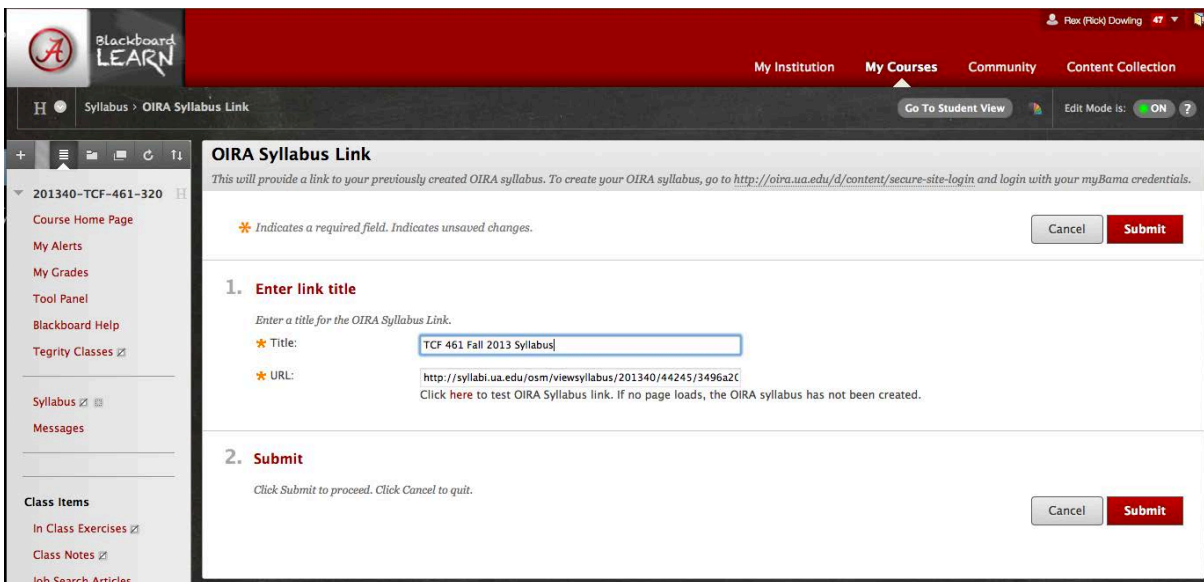 Blackboard
LEARN
Rex (Rick) Dowling 47
My Institution My Courses Community Content Collection
H Syllabus > OIRA Syllabus Link
Go To Student View Edit Mode is: ON ?
201340-TCF-461-320 H
Course Home Page
My Alerts
My Grades
Tool Panel
Blackboard Help
Tegrity Classes
Syllabus
Messages
Class Items
In Class Exercises
Class Notes
Job Search Articles
OIRA Syllabus Link
This will provide a link to your previously created OIRA syllabus. To create your OIRA syllabus, go to http://oira.ua.edu/d/content/secure-site-login and login with your myBama credentials.
* Indicates a required field. Indicates unsaved changes.
Cancel Submit
1. Enter link title
Enter a title for the OIRA Syllabus Link.
* Title: TCF 461 Fall 2013 Syllabus
* URL: http://syllabi.ua.edu/osm/viewsyllabus/201340/44245/3496a2
Click here to test OIRA Syllabus link. If no page loads, the OIRA syllabus has not been created.
2. Submit
Click Submit to proceed. Click Cancel to quit.
Cancel Submit